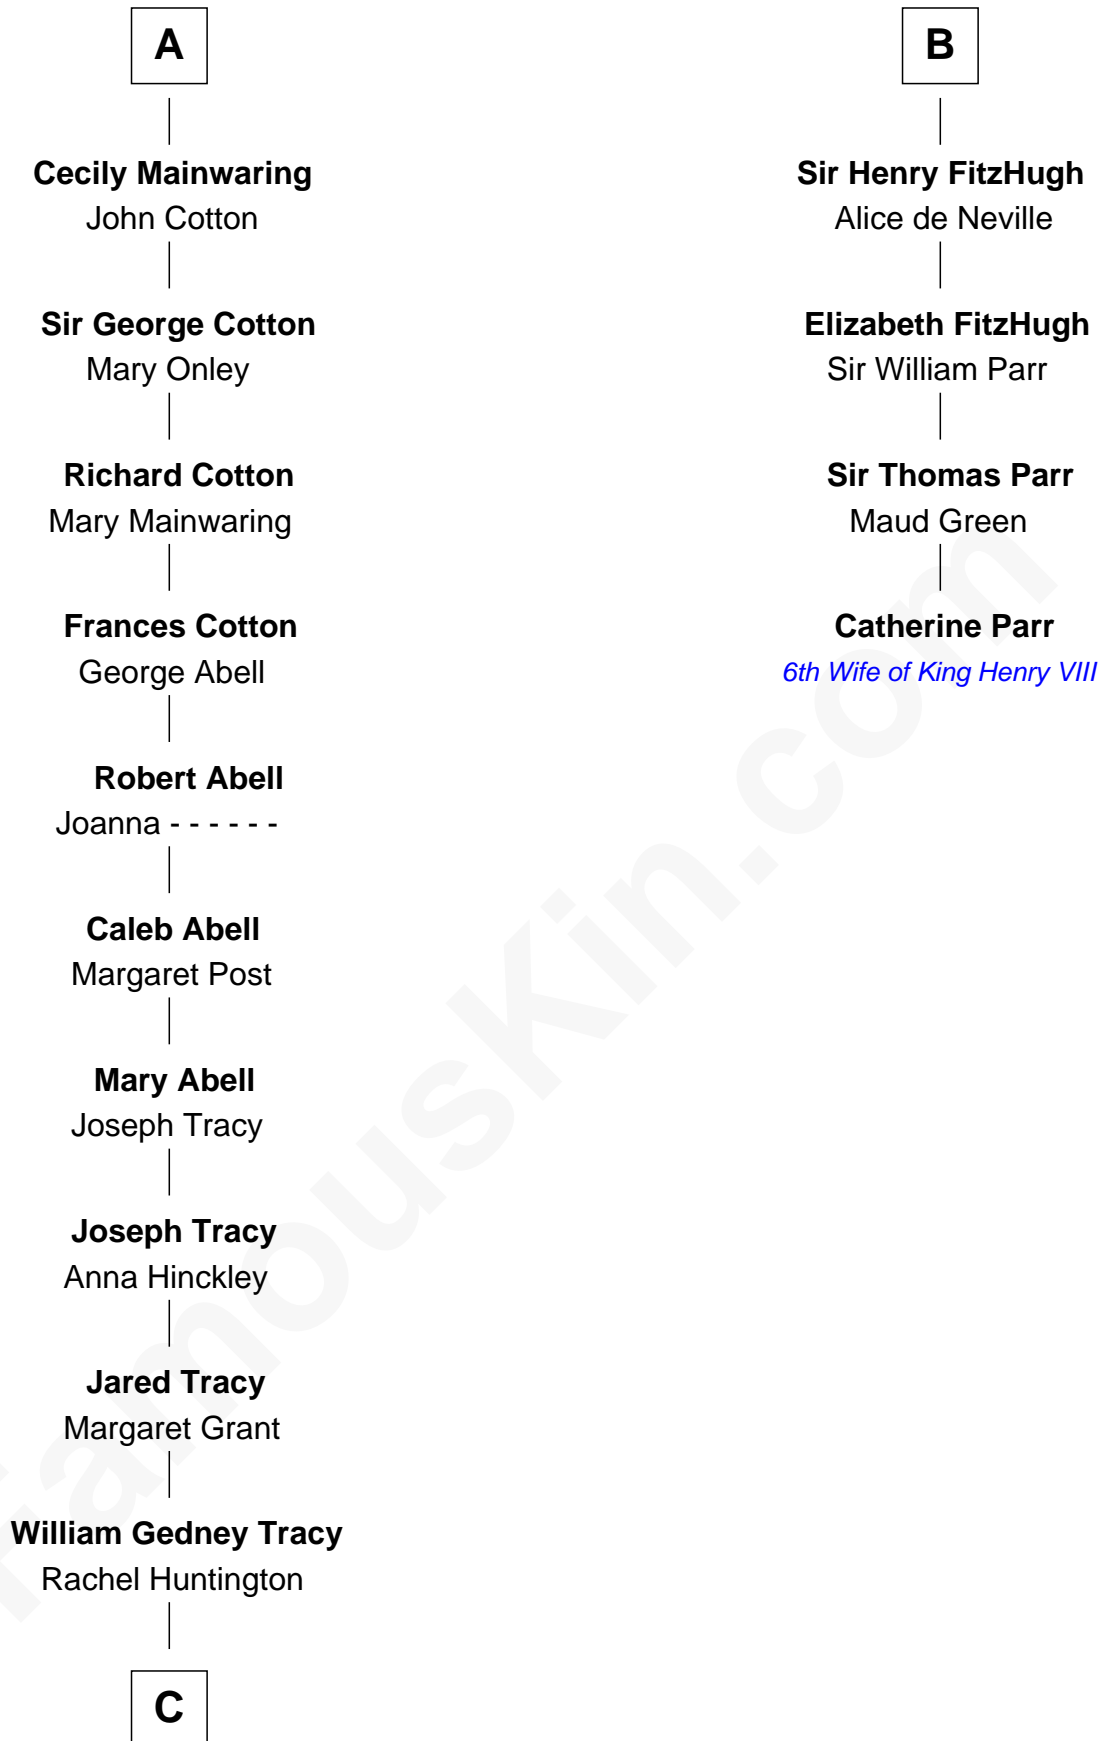 A
Cecily Mainwaring
John Cotton
Sir George Cotton
Mary Onley
Richard Cotton
Mary Mainwaring
Frances Cotton
George Abell
Robert Abell
Joanna - - - - - -
Caleb Abell
Margaret Post
Mary Abell
Joseph Tracy
Joseph Tracy
Anna Hinckley
Jared Tracy
Margaret Grant
William Gedney Tracy
Rachel Huntington
C
B
Sir Henry FitzHugh
Alice de Neville
Elizabeth FitzHugh
Sir William Parr
Sir Thomas Parr
Maud Green
Catherine Parr
6th Wife of King Henry VIII
FamousKin.com